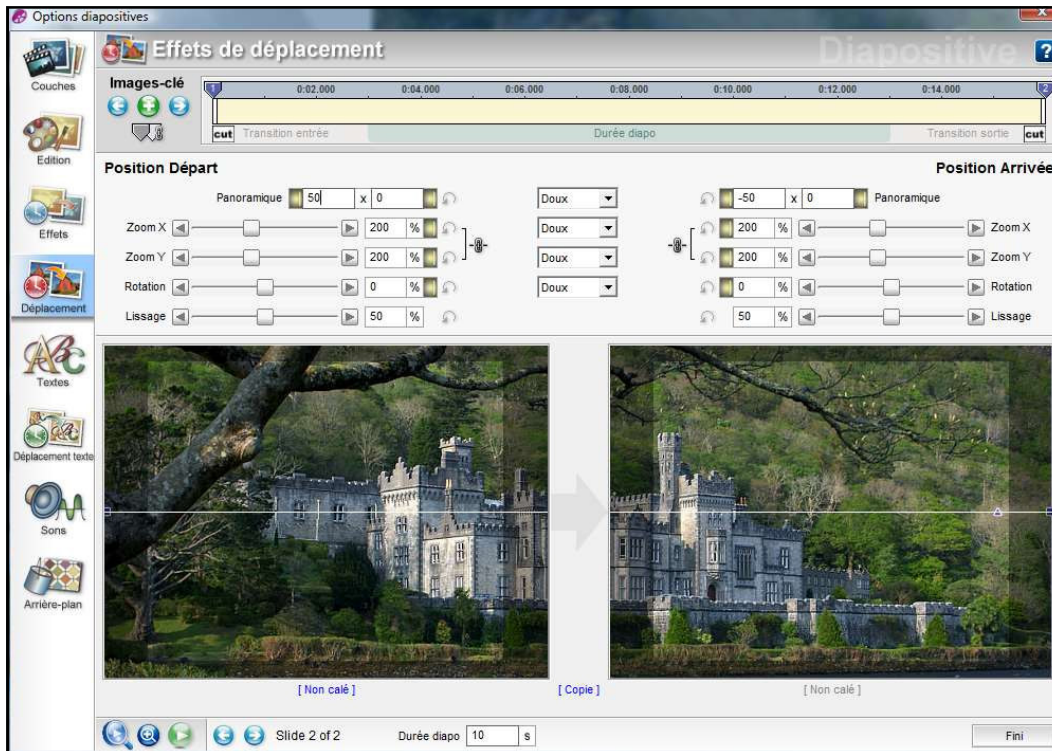 Options diapositives
Effets de déplacement
Diapositive
?
Couches
Edition
Effets
Déplacement
Textes
Déplacement texte
Sons
Arrière-plan
Images-clé
1 0:02.000 0:04.000 0:06.000 0:08.000 0:10.000 0:12.000 0:14.000 2
cut Transition entrée Durée diapo Transition sortie cut
Position Départ Position Arrivée
Panoramique 50 x 0 Doux -50 x 0 Panoramique
Zoom X 200 % Doux 200 % Zoom X
Zoom Y 200 % Doux 200 % Zoom Y
Rotation 0 % Doux 0 % Rotation
Lissage 50 % 50 % Lissage
[ Non calé ] [ Copie ] [ Non calé ]
Slide 2 of 2 Durée diapo 10 s Fini